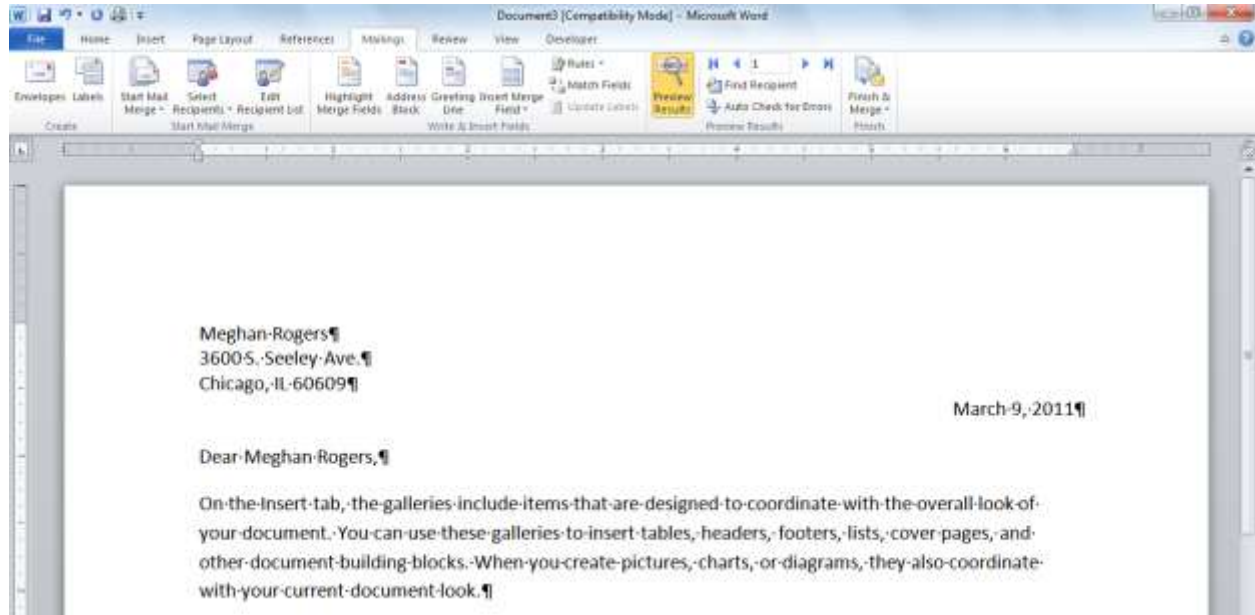 Document3 [Compatibility Mode] - Microsoft Word
File Home Insert Page Layout References Mailings Review View Developer
Rules
Match Fields
Update Labels
1
Find Recipient
Auto Check for Errors
Envelopes Labels
Start Mail Merge
Select Recipients
Edit Recipient List
Highlight Merge Fields
Address Block
Greeting Line
Insert Merge Field
Preview Results
Finish & Merge
Create Start Mail Merge Write & Insert Fields Preview Results Finish
Meghan·Rogers¶
3600·S.·Seeley·Ave.¶
Chicago,·IL·60609¶
March·9,·2011¶
Dear·Meghan·Rogers,¶
On·the·Insert·tab,·the·galleries·include·items·that·are·designed·to·coordinate·with·the·overall·look·of·
your·document.·You·can·use·these·galleries·to·insert·tables,·headers,·footers,·lists,·cover·pages,·and·
other·document·building·blocks.·When·you·create·pictures,·charts,·or·diagrams,·they·also·coordinate·
with·your·current·document·look.¶